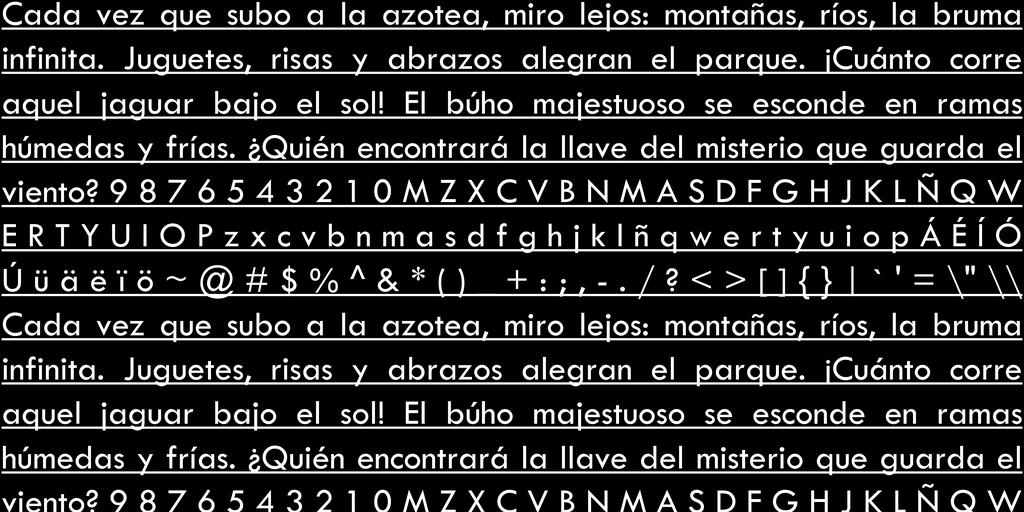 Cada vez que subo a la azotea, miro lejos: montañas, ríos, la bruma
infinita. Juguetes, risas y abrazos alegran el parque. ¡Cuánto corre
aquel jaguar bajo el sol! El búho majestuoso se esconde en ramas
húmedas y frías. ¿Quién encontrará la llave del misterio que guarda el
viento? 9 8 7 6 5 4 3 2 1 0 M Z X C V B N M A S D F G H J K L Ñ Q W
E R T Y U I O P z x c v b n m a s d f g h j k l ñ q w e r t y u i o p Á É Í Ó
Ú ü ä ë ï ö ~ @ # $ % ^ & * ( ) + : ; , - . / ? < > [ ] { } | ` ' = \" \\
Cada vez que subo a la azotea, miro lejos: montañas, ríos, la bruma
infinita. Juguetes, risas y abrazos alegran el parque. ¡Cuánto corre
aquel jaguar bajo el sol! El búho majestuoso se esconde en ramas
húmedas y frías. ¿Quién encontrará la llave del misterio que guarda el
viento? 9 8 7 6 5 4 3 2 1 0 M Z X C V B N M A S D F G H J K L Ñ Q W